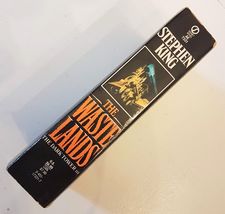 STEPHEN
KING
THE
WASTE
LANDS
THE DARK TOWER III